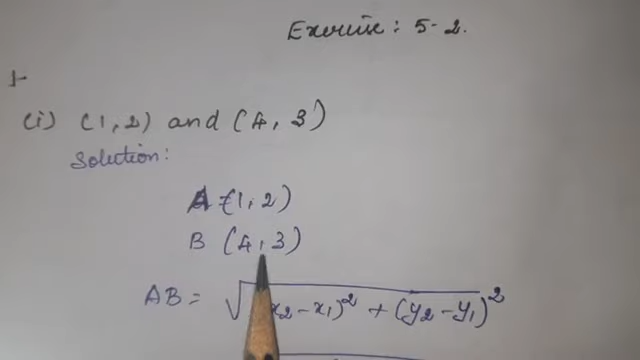 Exercise: 5-2.
1-
(i) (1,2) and (4,3)
Solution:
A (1,2)
B (4,3)
AB = √ x₂-x₁)² + (y₂-y₁)²